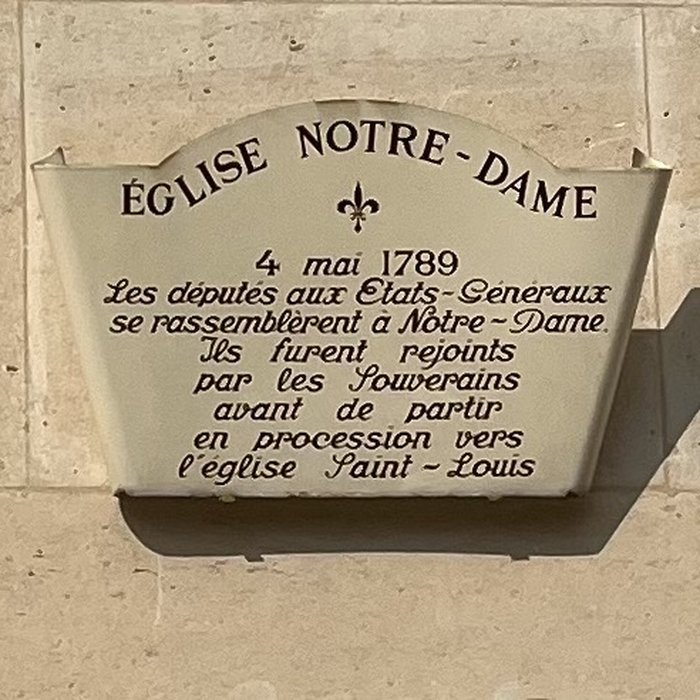 ÉGLISE NOTRE-DAME
4 mai 1789
Les députés aux Etats-Généraux
se rassemblèrent à Notre-Dame.
Ils furent rejoints
par les Souverains
avant de partir
en procession vers
l'église Saint-Louis